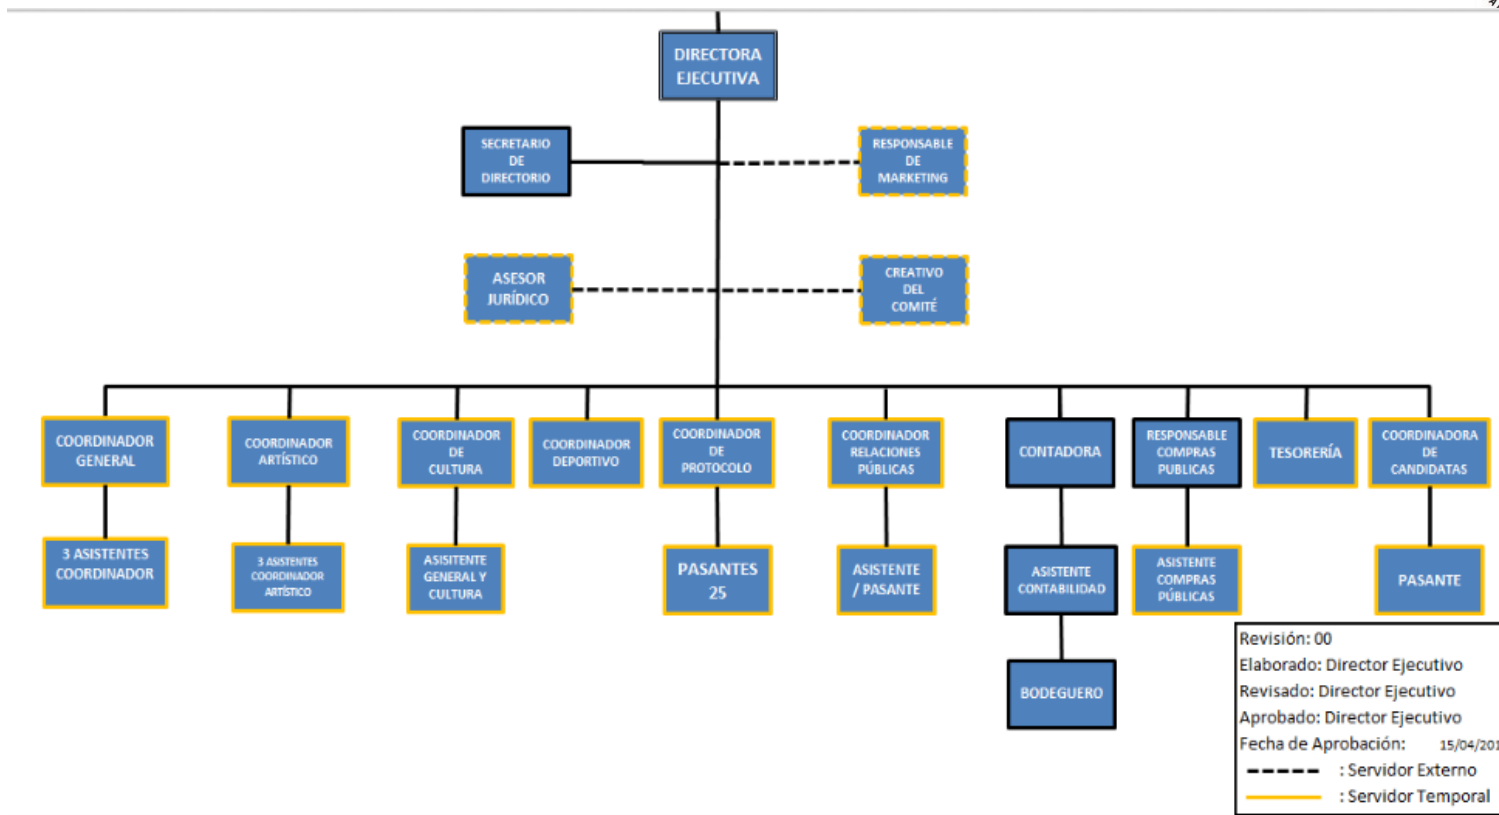 DIRECTORA
EJECUTIVA
SECRETARIO
DE
DIRECTORIO
RESPONSABLE
DE
MARKETING
ASESOR
JURÍDICO
CREATIVO
DEL
COMITÉ
COORDINADOR
GENERAL
COORDINADOR
ARTÍSTICO
COORDINADOR
DE
CULTURA
COORDINADOR
DEPORTIVO
COORDINADOR
DE
PROTOCOLO
COORDINADOR
RELACIONES
PÚBLICAS
CONTADORA
RESPONSABLE
COMPRAS
PUBLICAS
TESORERÍA
COORDINADORA
DE
CANDIDATAS
3 ASISTENTES
COORDINADOR
3 ASISTENTES
COORDINADOR
ARTÍSTICO
ASISITENTE
GENERAL Y
CULTURA
PASANTES
25
ASISTENTE
/ PASANTE
ASISTENTE
CONTABILIDAD
ASISTENTE
COMPRAS
PÚBLICAS
PASANTE
BODEGUERO
Revisión: 00
Elaborado: Director Ejecutivo
Revisado: Director Ejecutivo
Aprobado: Director Ejecutivo
Fecha de Aprobación: 15/04/201
: Servidor Externo
: Servidor Temporal